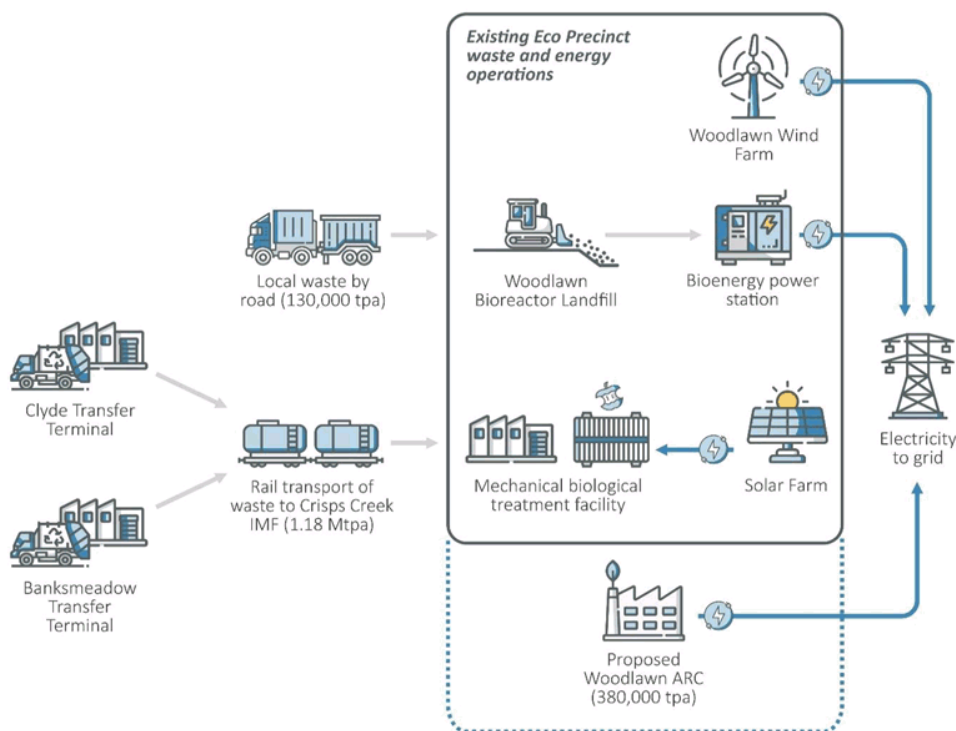 Existing Eco Precinct
waste and energy
operations
Woodlawn Wind
Farm
Local waste by
road (130,000 tpa)
Woodlawn
Bioreactor Landfill
Bioenergy power
station
Clyde Transfer
Terminal
Rail transport of
waste to Crisps Creek
IMF (1.18 Mtpa)
Mechanical biological
treatment facility
Solar Farm
Electricity
to grid
Banksmeadow
Transfer
Terminal
Proposed
Woodlawn ARC
(380,000 tpa)